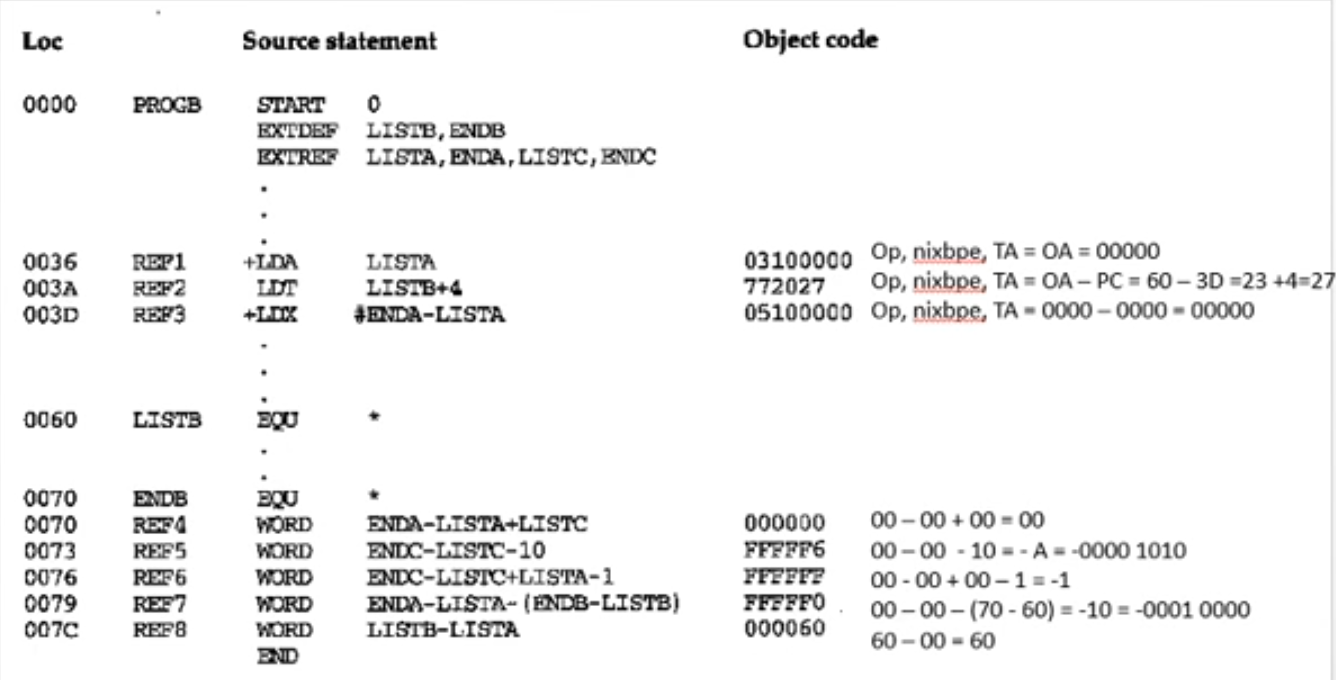 Loc Source statement Object code
0000 PROGB START 0
EXTDEF LISTB,ENDB
EXTREF LISTA,ENDA,LISTC,ENDC
.
.
.
0036 REF1 +LDA LISTA 03100000 Op, nixbpe, TA = OA = 00000
003A REF2 LDT LISTB+4 772027 Op, nixbpe, TA = OA – PC = 60 – 3D =23 +4=27
003D REF3 +LDX #ENDA-LISTA 05100000 Op, nixbpe, TA = 0000 – 0000 = 00000
.
.
.
0060 LISTB EQU *
.
.
0070 ENDB EQU *
0070 REF4 WORD ENDA-LISTA+LISTC 000000 00 – 00 + 00 = 00
0073 REF5 WORD ENDC-LISTC-10 FFFFF6 00 – 00 - 10 = - A = -0000 1010
0076 REF6 WORD ENDC-LISTC+LISTA-1 FFFFFF 00 - 00 + 00 – 1 = -1
0079 REF7 WORD ENDA-LISTA-(ENDB-LISTB) FFFFF0 00 – 00 – (70 - 60) = -10 = -0001 0000
007C REF8 WORD LISTB-LISTA 000060 60 – 00 = 60
END